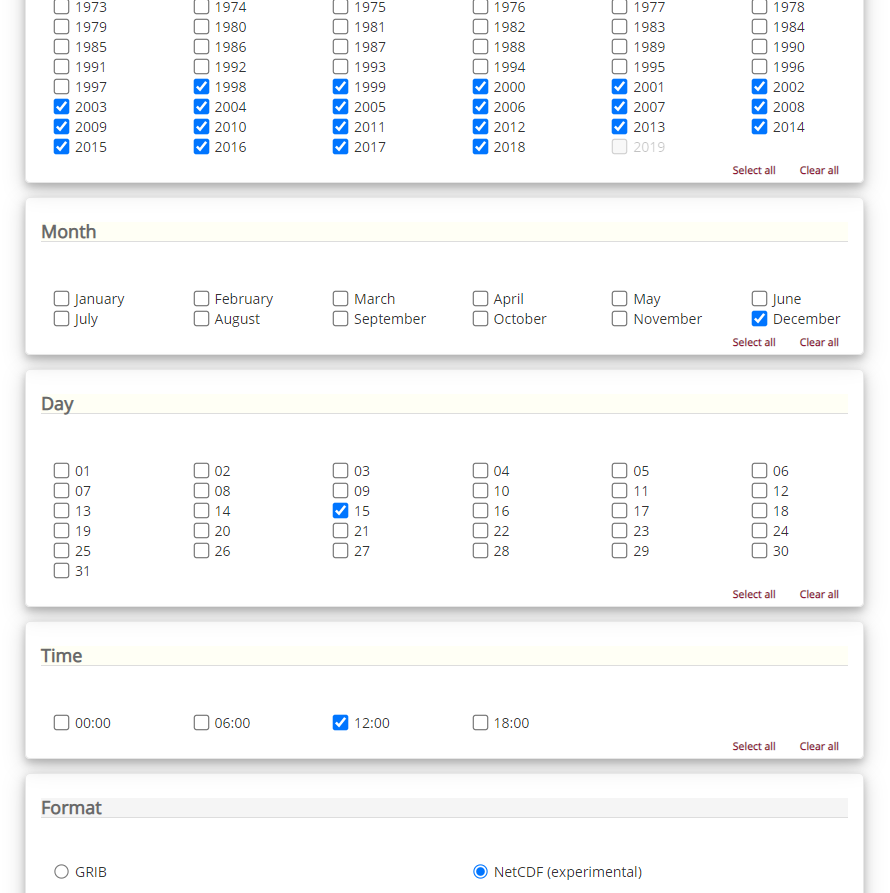 1973 1974 1975 1976 1977 1978
1979 1980 1981 1982 1983 1984
1985 1986 1987 1988 1989 1990
1991 1992 1993 1994 1995 1996
1997 1998 1999 2000 2001 2002
2003 2004 2005 2006 2007 2008
2009 2010 2011 2012 2013 2014
2015 2016 2017 2018 2019
Select all Clear all
Month
January February March April May June
July August September October November December
Select all Clear all
Day
01 02 03 04 05 06
07 08 09 10 11 12
13 14 15 16 17 18
19 20 21 22 23 24
25 26 27 28 29 30
31
Select all Clear all
Time
00:00 06:00 12:00 18:00
Select all Clear all
Format
GRIB NetCDF (experimental)